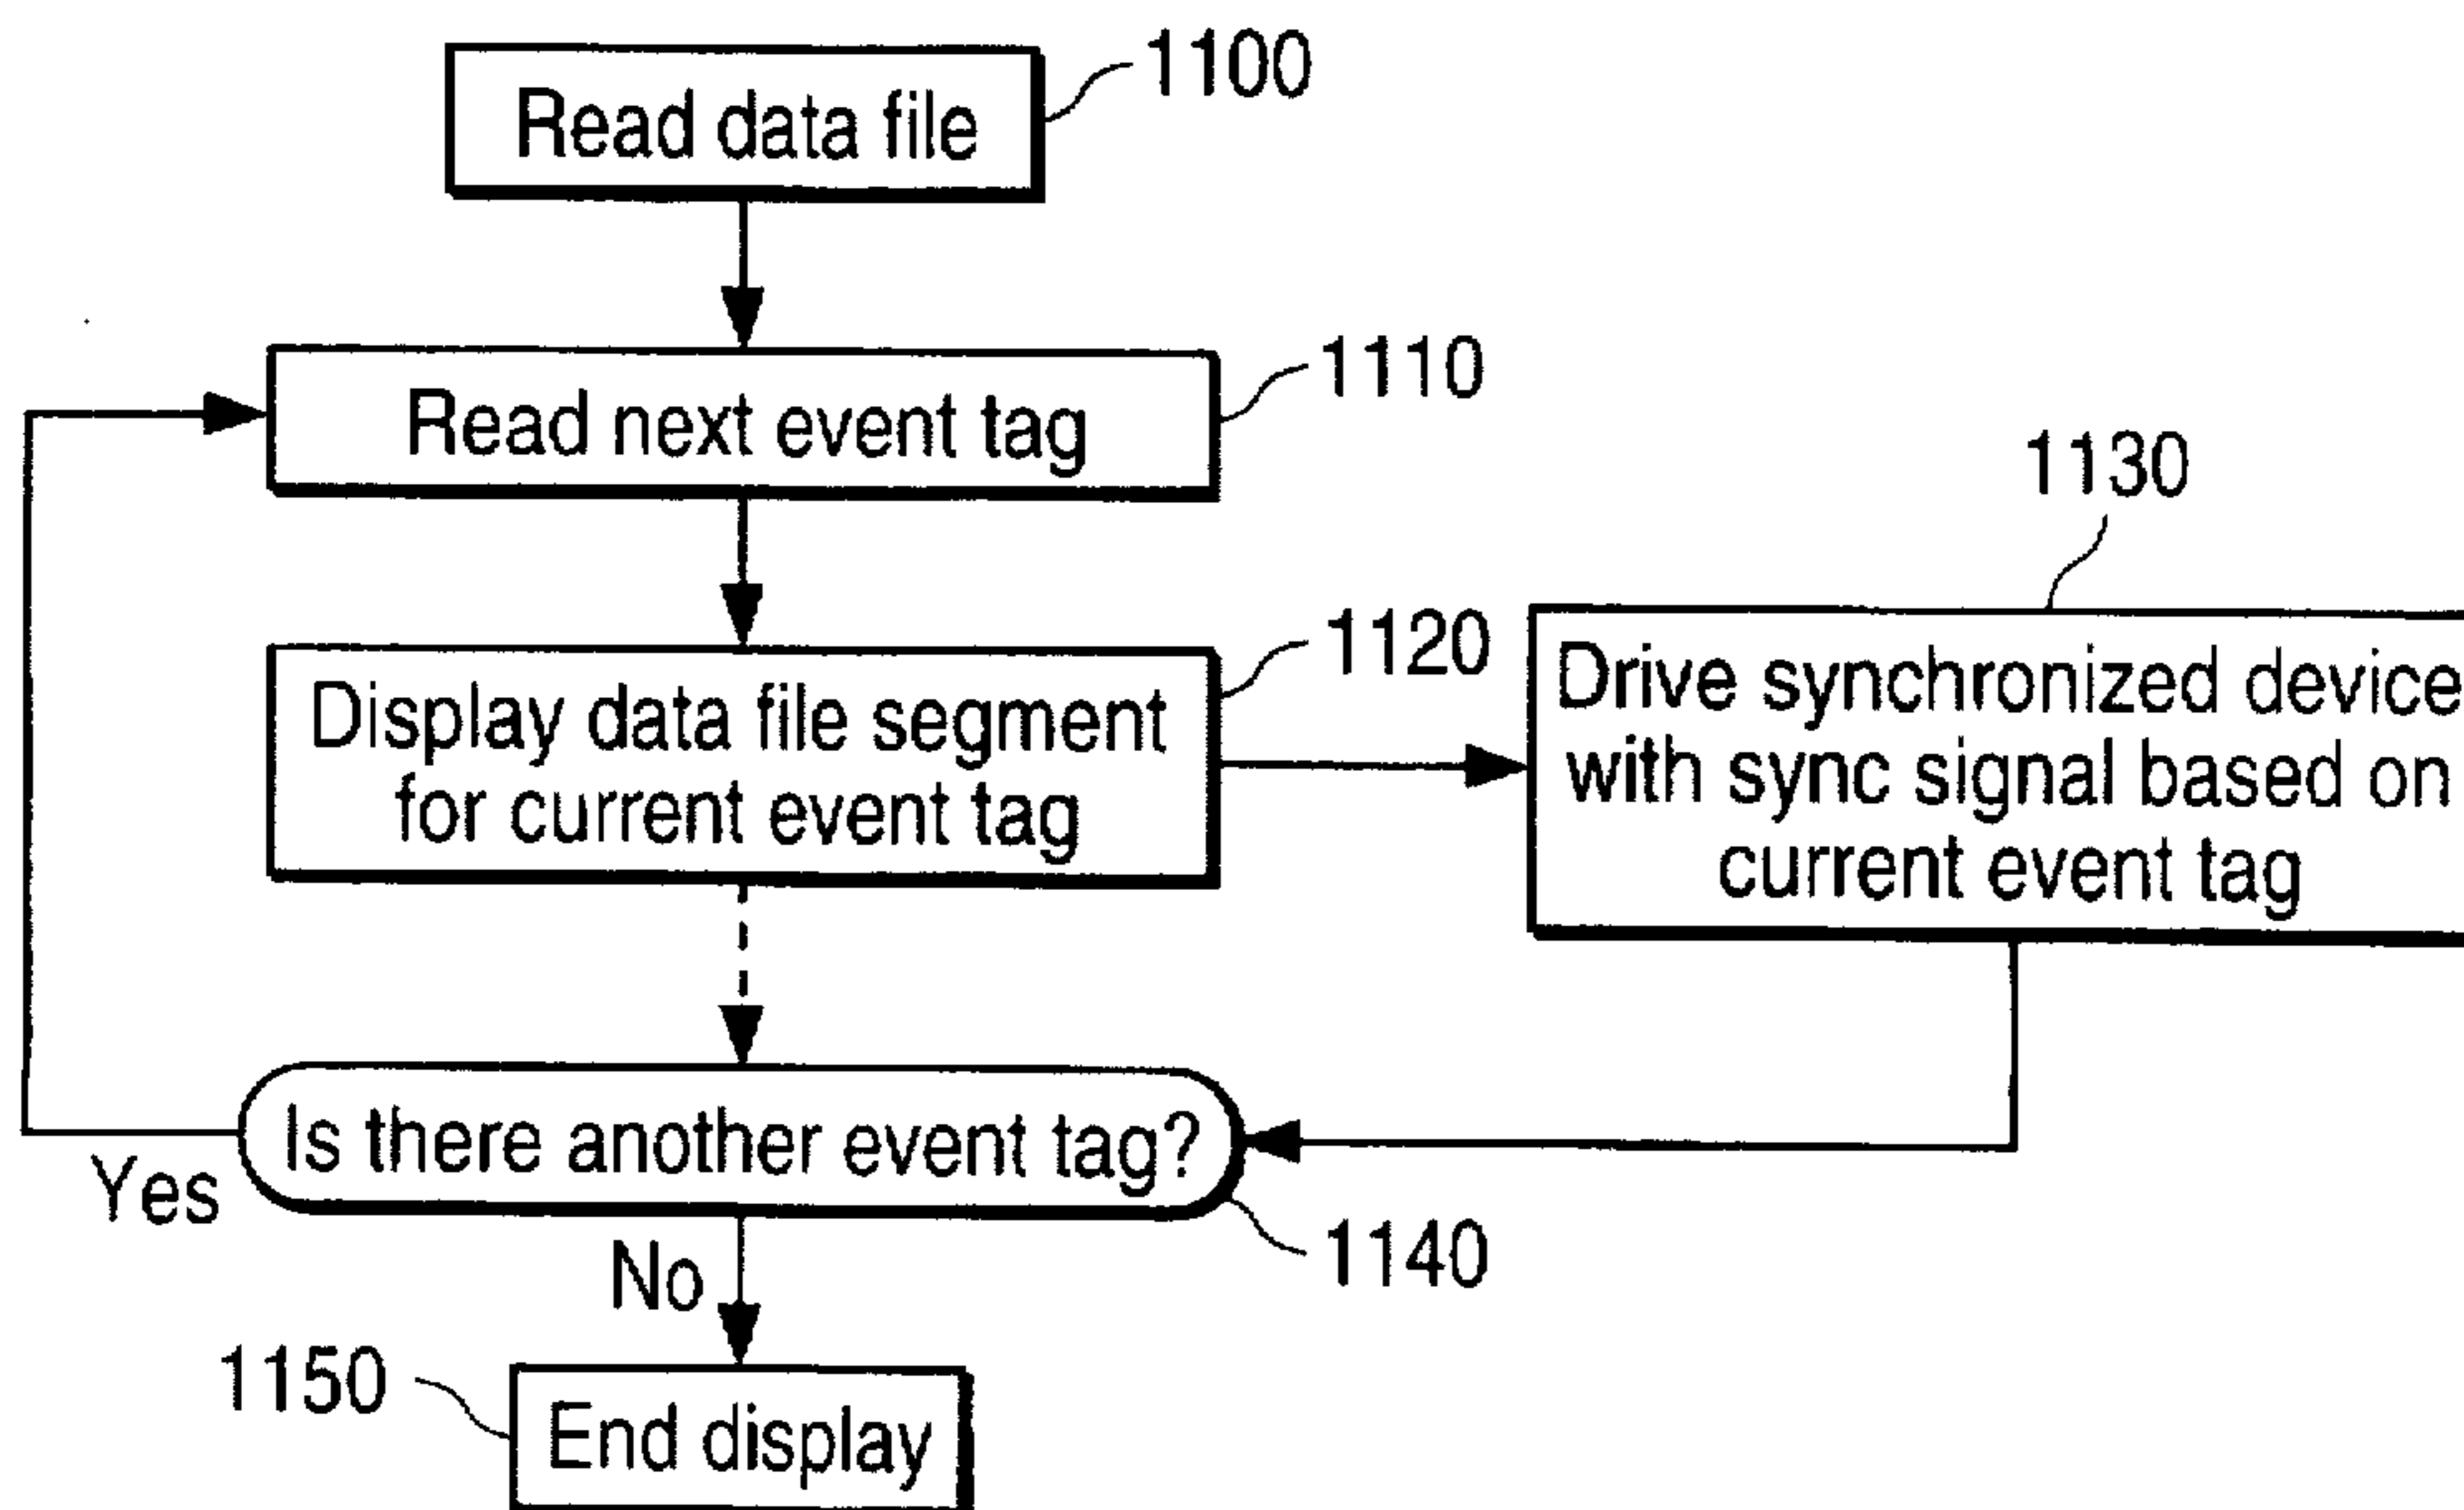 1100
Read data file
1110
Read next event tag
1130
1120
Display data file segment
for current event tag
Drive synchronized device
with sync signal based on
current event tag
Is there another event tag?
Yes
1140
No
1150
End display